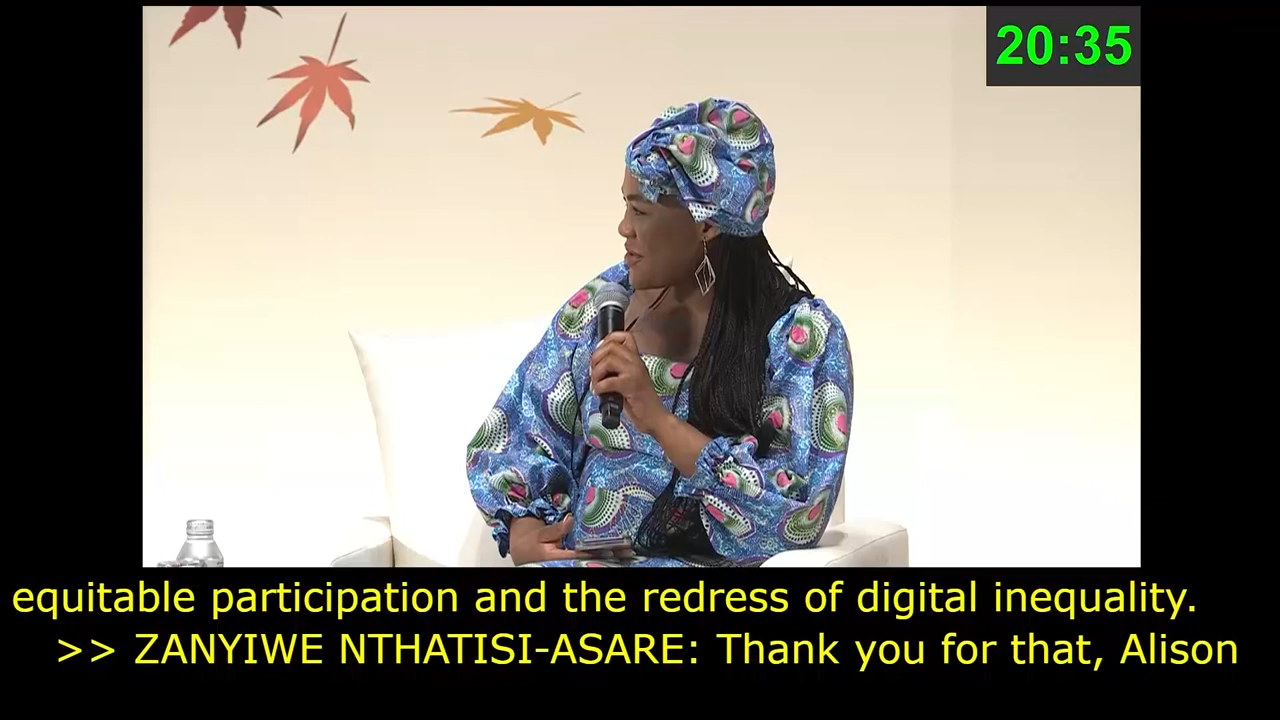 20:35
equitable participation and the redress of digital inequality.
>> ZANYIWE NTHATISI-ASARE: Thank you for that, Alison